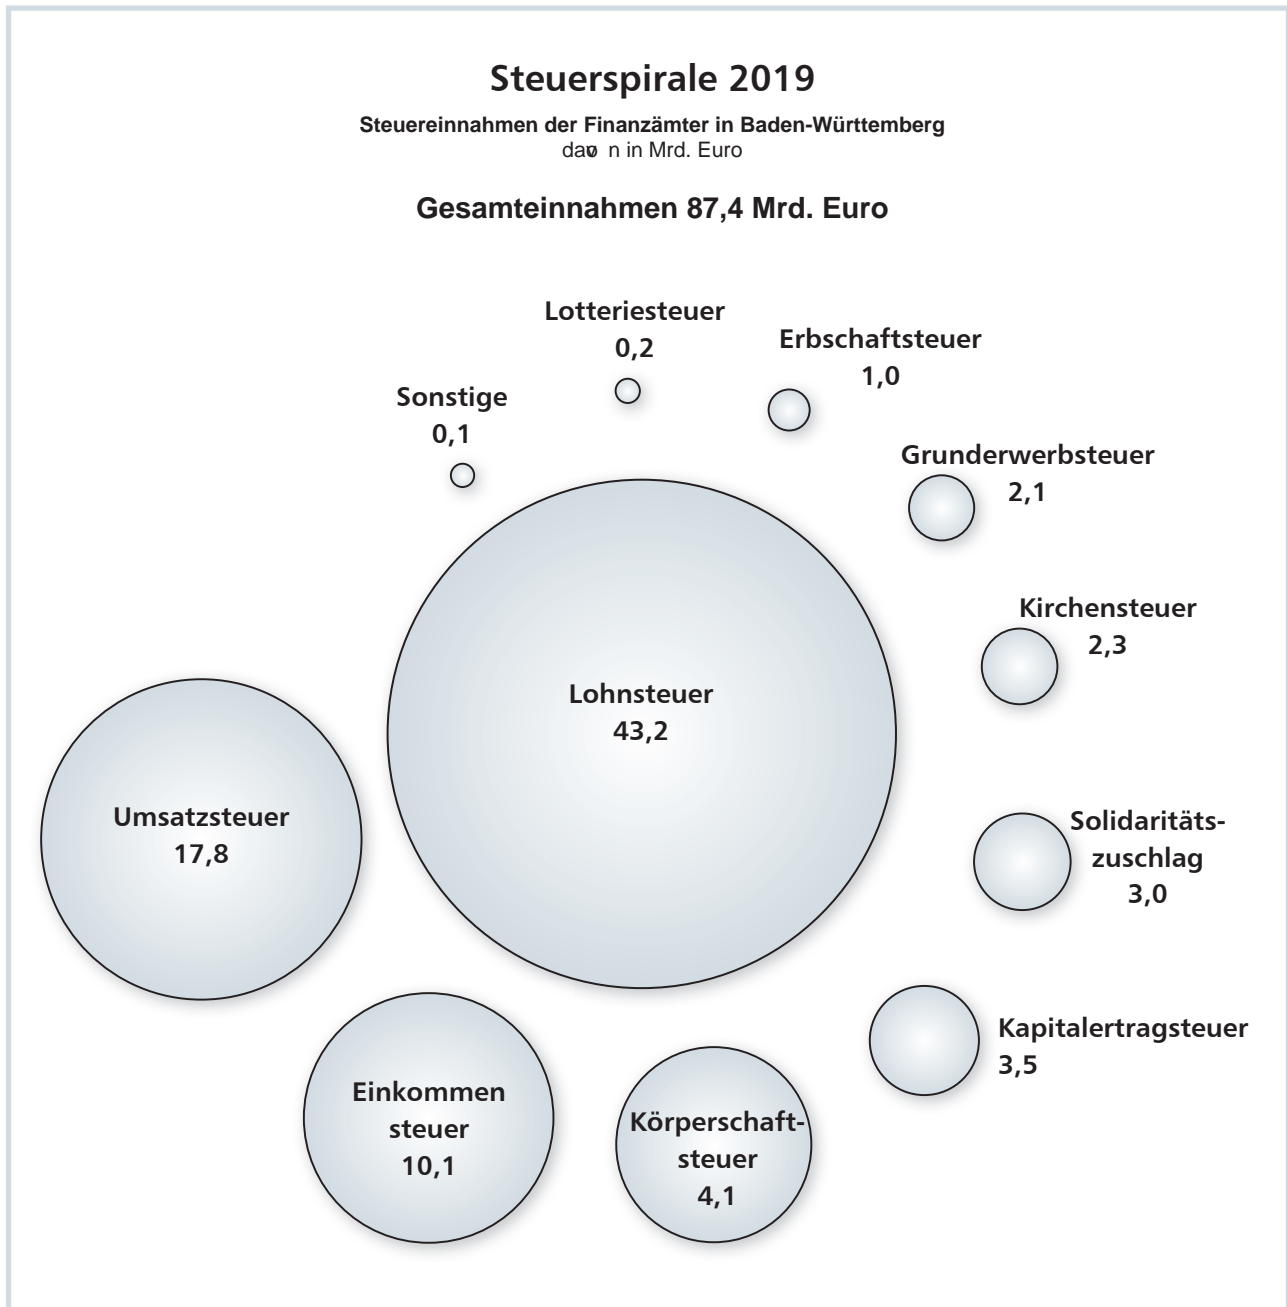 Steuerspirale 2019
Steuereinnahmen der Finanzämter in Baden-Württemberg
davon in Mrd. Euro
Gesamteinnahmen 87,4 Mrd. Euro
Lotteriesteuer
0,2
Erbschaftsteuer
1,0
Sonstige
0,1
Grunderwerbsteuer
2,1
Kirchensteuer
2,3
Lohnsteuer
43,2
Umsatzsteuer
17,8
Solidaritäts-
zuschlag
3,0
Kapitalertragsteuer
3,5
Einkommen
steuer
10,1
Körperschaft-
steuer
4,1